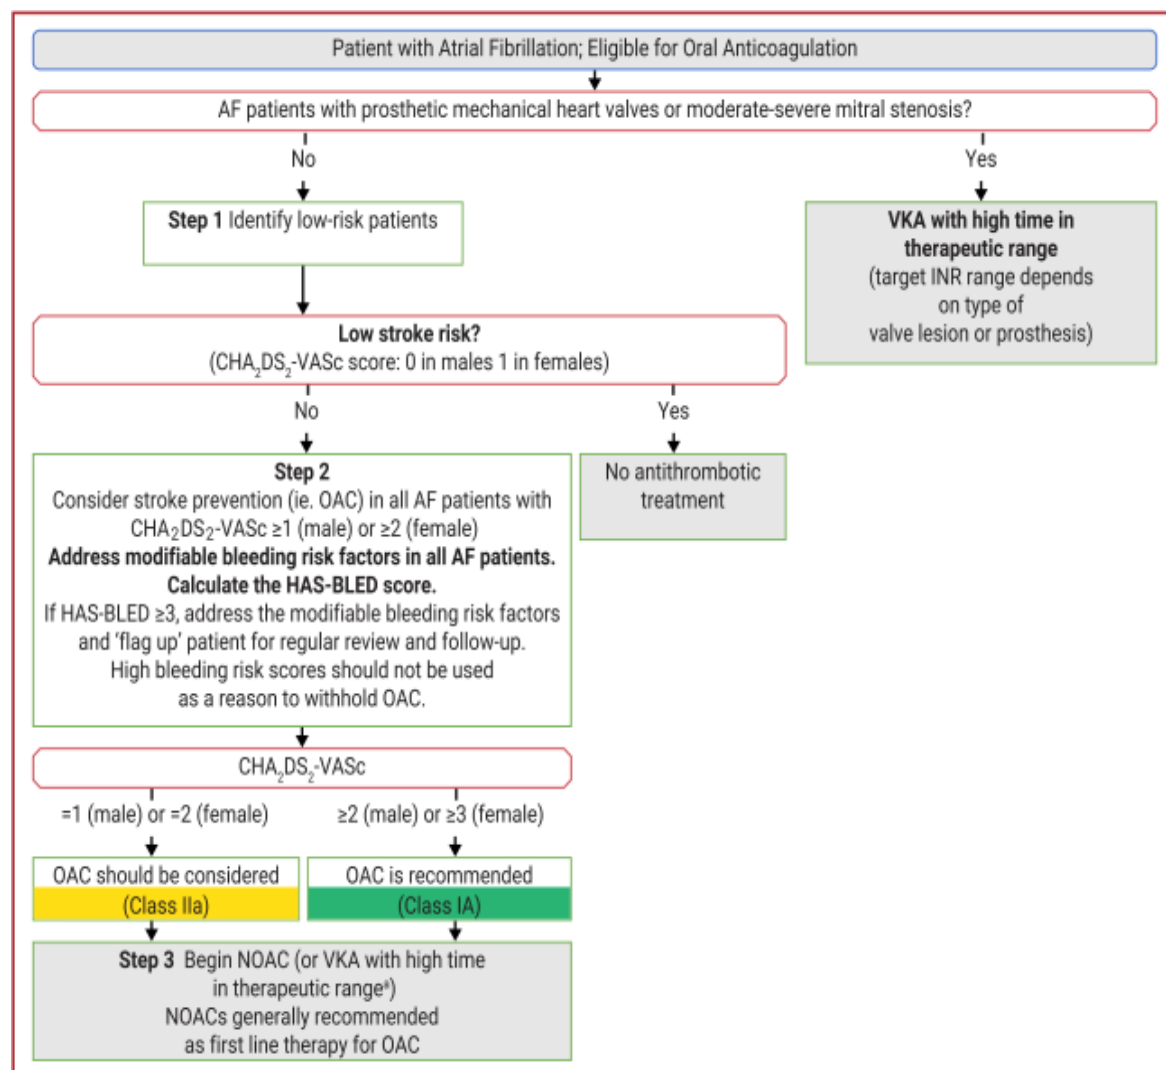 Patient with Atrial Fibrillation; Eligible for Oral Anticoagulation
AF patients with prosthetic mechanical heart valves or moderate-severe mitral stenosis?
No
Yes
Step 1 Identify low-risk patients
VKA with high time in
therapeutic range
(target INR range depends
on type of
valve lesion or prosthesis)
Low stroke risk?
(CHA₂DS₂-VASc score: 0 in males 1 in females)
No
Yes
Step 2
Consider stroke prevention (ie. OAC) in all AF patients with
CHA₂DS₂-VASc ≥1 (male) or ≥2 (female)
Address modifiable bleeding risk factors in all AF patients.
Calculate the HAS-BLED score.
If HAS-BLED ≥3, address the modifiable bleeding risk factors
and ‘flag up’ patient for regular review and follow-up.
High bleeding risk scores should not be used
as a reason to withhold OAC.
No antithrombotic
treatment
CHA₂DS₂-VASc
=1 (male) or =2 (female)
≥2 (male) or ≥3 (female)
OAC should be considered
(Class IIa)
OAC is recommended
(Class IA)
Step 3 Begin NOAC (or VKA with high time
in therapeutic rangeª)
NOACs generally recommended
as first line therapy for OAC